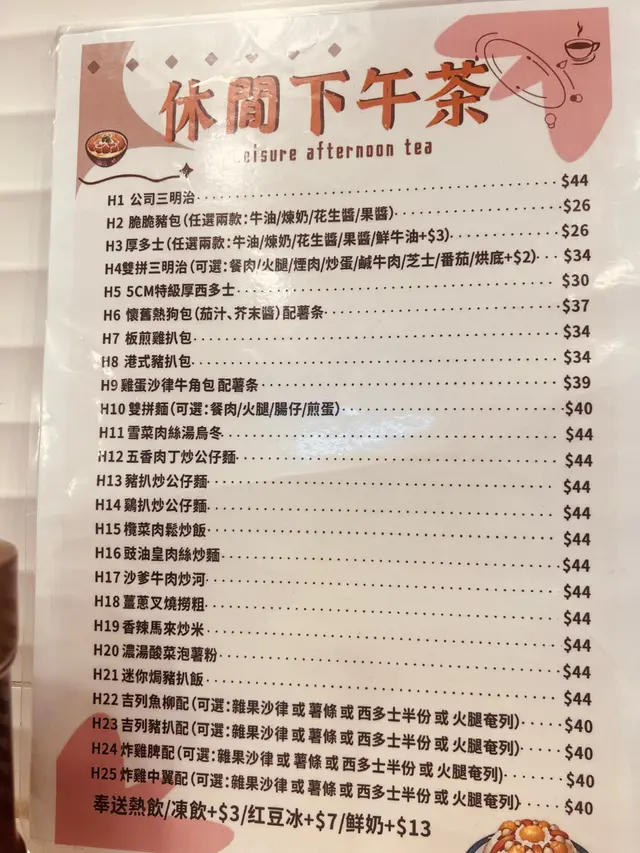 休閒下午茶
Leisure afternoon tea
H1 公司三明治 $44
H2 脆脆豬包(任選兩款:牛油/煉奶/花生醬/果醬) $26
H3 厚多士(任選兩款:牛油/煉奶/花生醬/果醬/鮮牛油+$3) $26
H4雙拼三明治(可選:餐肉/火腿/煙肉/炒蛋/鹹牛肉/芝士/番茄/烘底+$2) $34
H5 5CM特級厚西多士 $30
H6 懷舊熱狗包(茄汁、芥末醬)配薯条 $37
H7 板煎雞扒包 $34
H8 港式豬扒包 $34
H9 雞蛋沙律牛角包 配薯条 $39
H10 雙拼麵(可選:餐肉/火腿/腸仔/煎蛋) $40
H11 雪菜肉絲湯烏冬 $44
H12 五香肉丁炒公仔麵 $44
H13 豬扒炒公仔麵 $44
H14 鷄扒炒公仔麵 $44
H15 欖菜肉鬆炒飯 $44
H16 豉油皇肉絲炒麵 $44
H17 沙爹牛肉炒河 $44
H18 薑蔥叉燒撈粗 $44
H19 香辣馬來炒米 $44
H20 濃湯酸菜泡薯粉 $44
H21 迷你焗豬扒飯 $44
H22 吉列魚柳配(可選:雜果沙律 或 薯條 或 西多士半份 或 火腿奄列) $40
H23 吉列豬扒配(可選:雜果沙律 或 薯條 或 西多士半份 或 火腿奄列) $40
H24 炸雞脾配(可選:雜果沙律 或 薯條 或 西多士半份 或 火腿奄列) $40
H25 炸雞中翼配(可選:雜果沙律 或 薯條 或 西多士半份 或 火腿奄列) $40
奉送熱飲/凍飲+$3/红豆冰+$7/鮮奶+$13